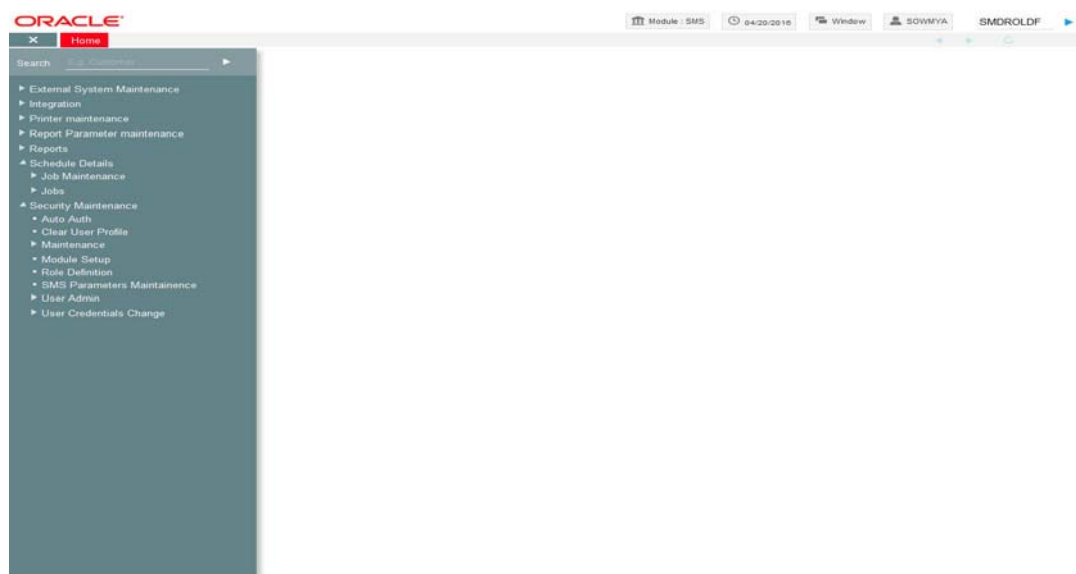 ORACLE
Module : SMS
04/20/2016
Window
SOWMYA
SMDROLDF
Home
Search E.g. Customer
External System Maintenance
Integration
Printer maintenance
Report Parameter maintenance
Reports
Schedule Details
Job Maintenance
Jobs
Security Maintenance
Auto Auth
Clear User Profile
Maintenance
Module Setup
Role Definition
SMS Parameters Maintainence
User Admin
User Credentials Change